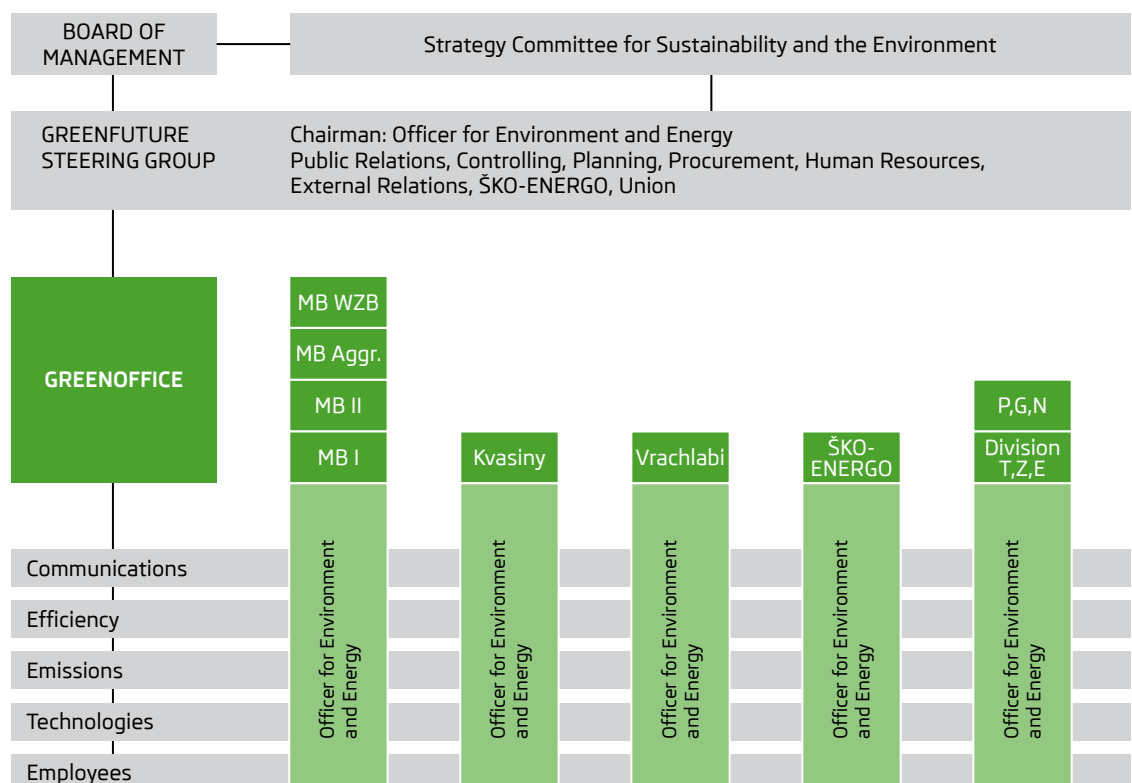 BOARD OF
MANAGEMENT
Strategy Committee for Sustainability and the Environment
GREENFUTURE
STEERING GROUP
Chairman: Officer for Environment and Energy
Public Relations, Controlling, Planning, Procurement, Human Resources,
External Relations, ŠKO-ENERGO, Union
GREENOFFICE
MB WZB
MB Aggr.
MB II
MB I
Kvasiny
Vrachlabi
ŠKO-
ENERGO
P,G,N
Division
T,Z,E
Officer for Environment
and Energy
Officer for Environment
and Energy
Officer for Environment
and Energy
Officer for Environment
and Energy
Officer for Environment
and Energy
Communications
Efficiency
Emissions
Technologies
Employees